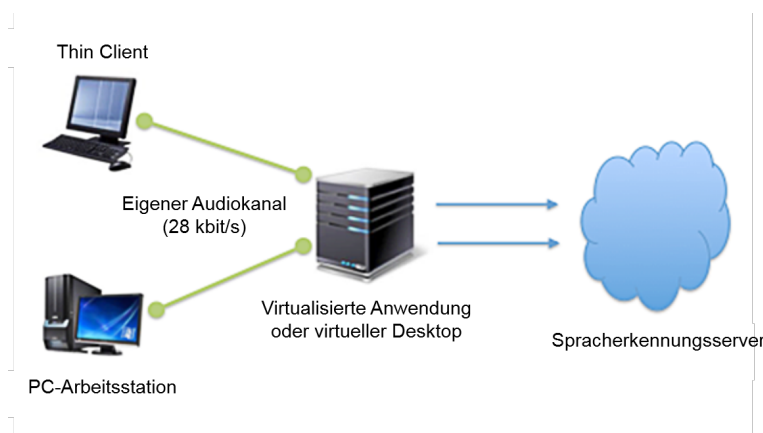 Thin Client
Eigener Audiokanal
(28 kbit/s)
Virtualisierte Anwendung
oder virtueller Desktop
Spracherkennungsserver
PC-Arbeitsstation